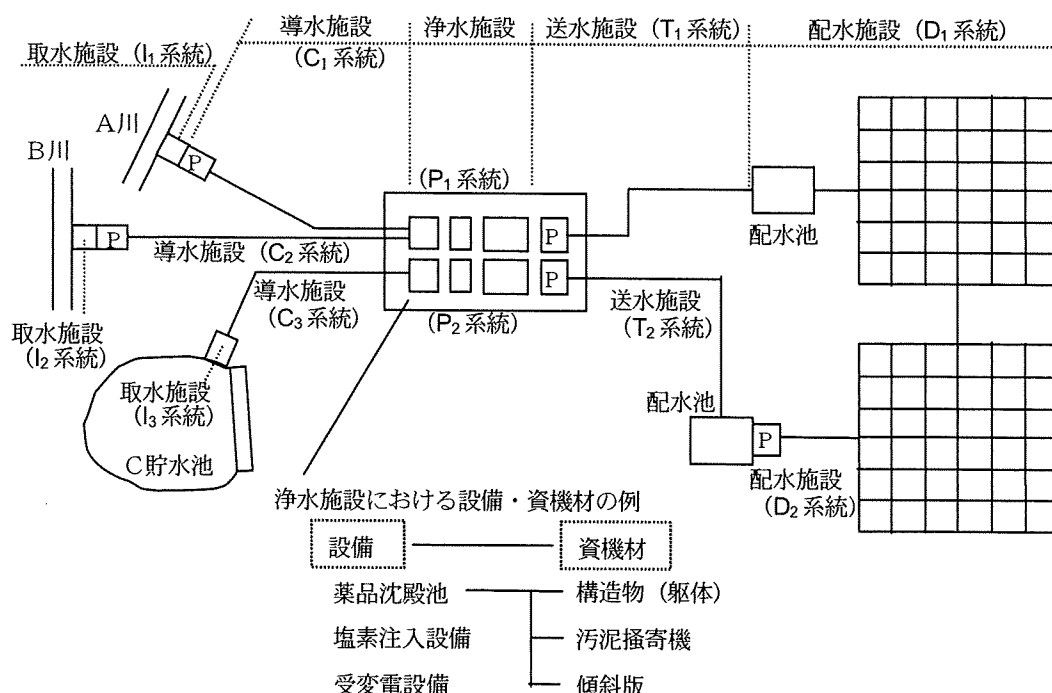 導水施設
(C₁系統)
浄水施設
送水施設(T₁系統)
配水施設(D₁系統)
取水施設(I₁系統)
A川
P
B川
P
(P₁系統)
P
配水池
導水施設(C₂系統)
導水施設
(C₃系統)
P
(P₂系統)
送水施設
(T₂系統)
取水施設
(I₂系統)
取水施設
(I₃系統)
C貯水池
配水池
P
配水施設
(D₂系統)
浄水施設における設備・資機材の例
設備
資機材
薬品沈殿池
構造物(躯体)
塩素注入設備
汚泥掻寄機
受変電設備
傾斜版